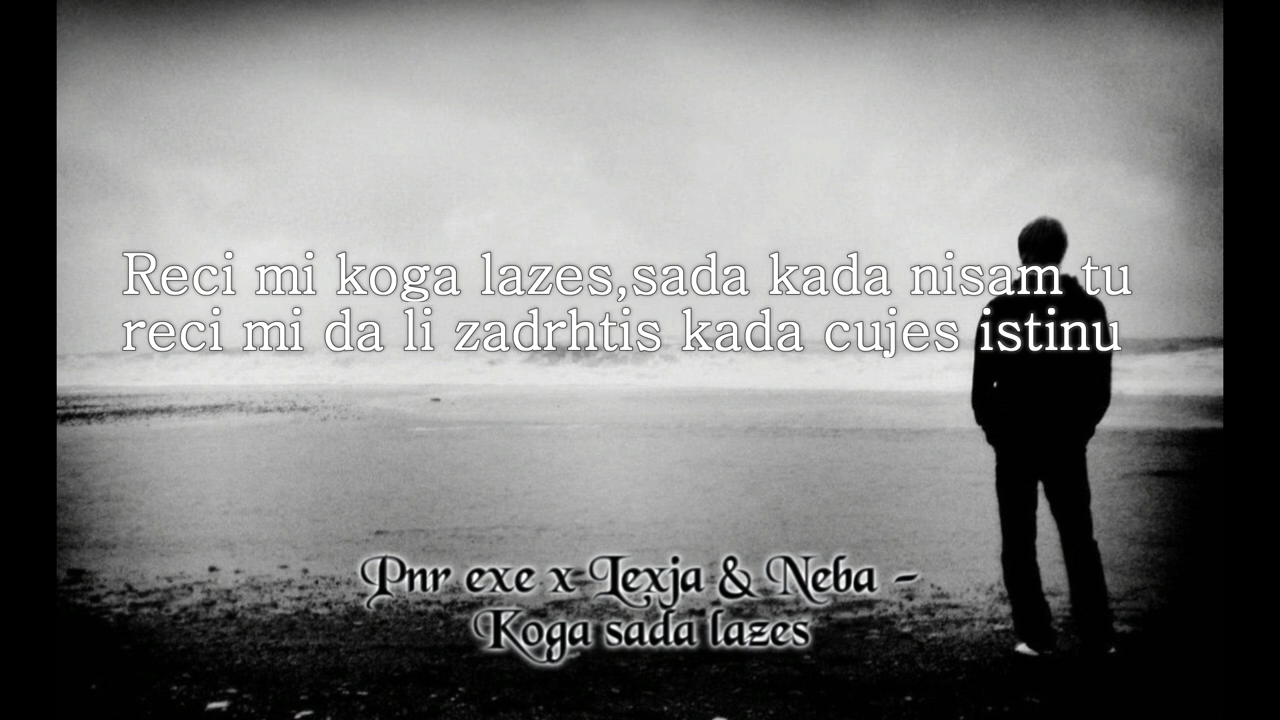 Reci mi koga lazes,sada kada nisam tu
reci mi da li zadrhtis kada cujes istinu
Pnr exe x Lexja & Neba -
Koga sada lazes